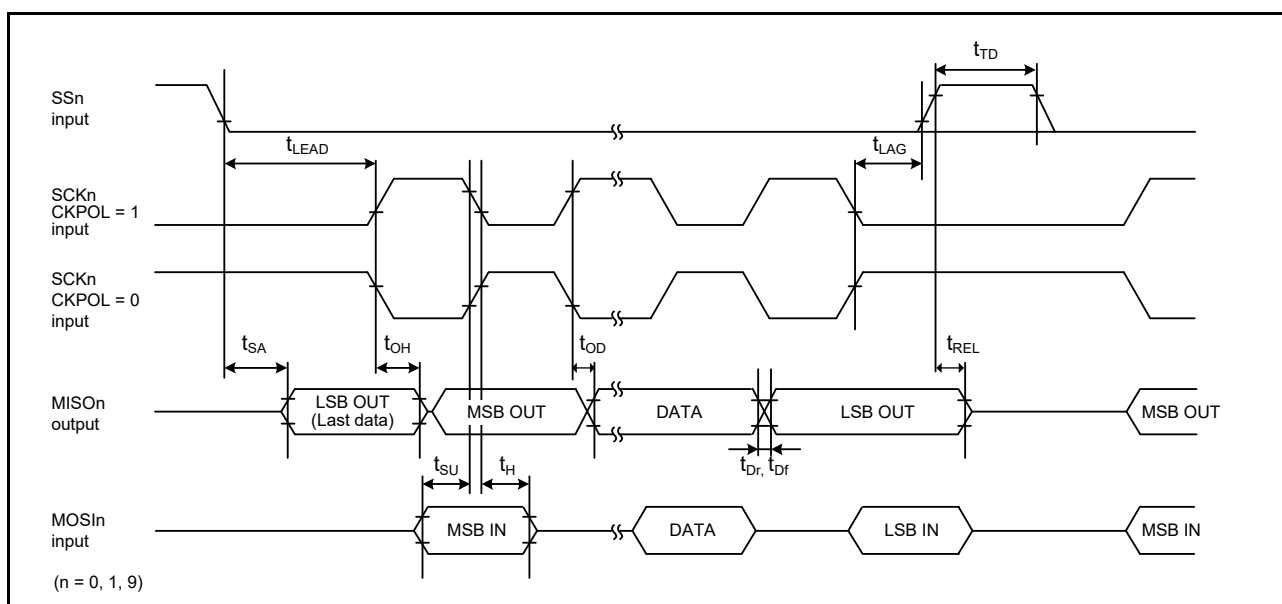 tTD
SSn
input
tLEAD
tLAG
SCKn
CKPOL = 1
input
SCKn
CKPOL = 0
input
tSA
tOH
tOD
tREL
MISOn
output
LSB OUT
(Last data)
MSB OUT
DATA
LSB OUT
MSB OUT
tSU
tH
tDr, tDf
MOSIn
input
MSB IN
DATA
LSB IN
MSB IN
(n = 0, 1, 9)